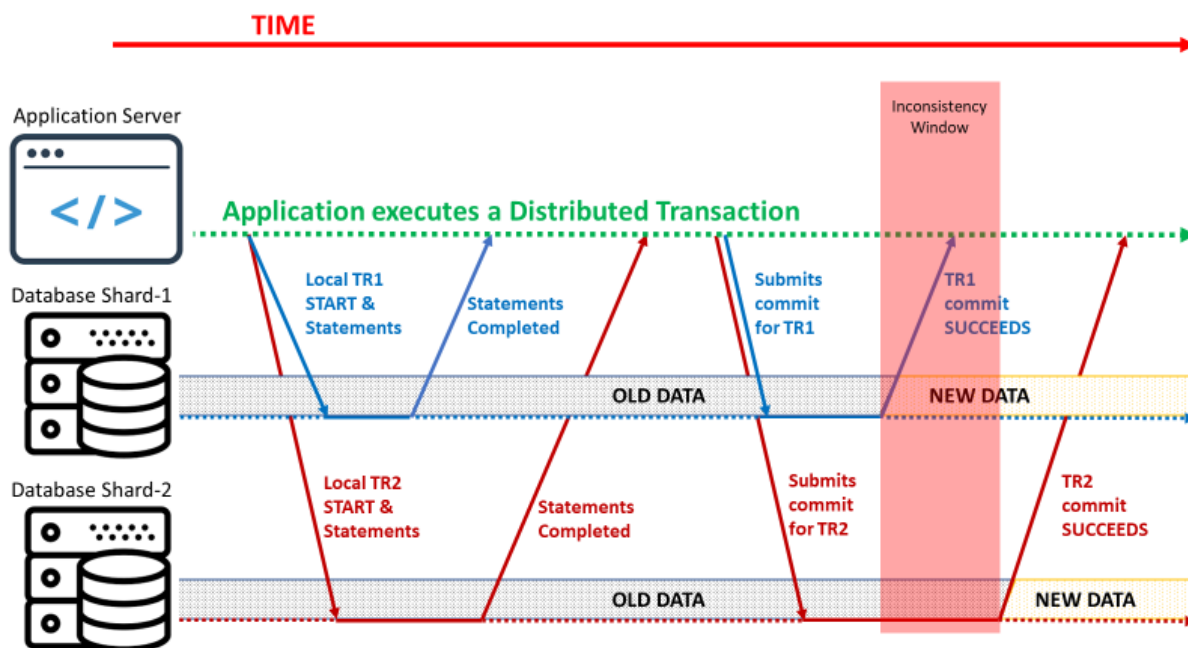 TIME
Application Server
Inconsistency
Window
</>
Application executes a Distributed Transaction
Database Shard-1
Local TR1
START &
Statements
Statements
Completed
Submits
commit
for TR1
TR1
commit
SUCCEEDS
OLD DATA
NEW DATA
Database Shard-2
Local TR2
START &
Statements
Statements
Completed
Submits
commit
for TR2
TR2
commit
SUCCEEDS
OLD DATA
NEW DATA